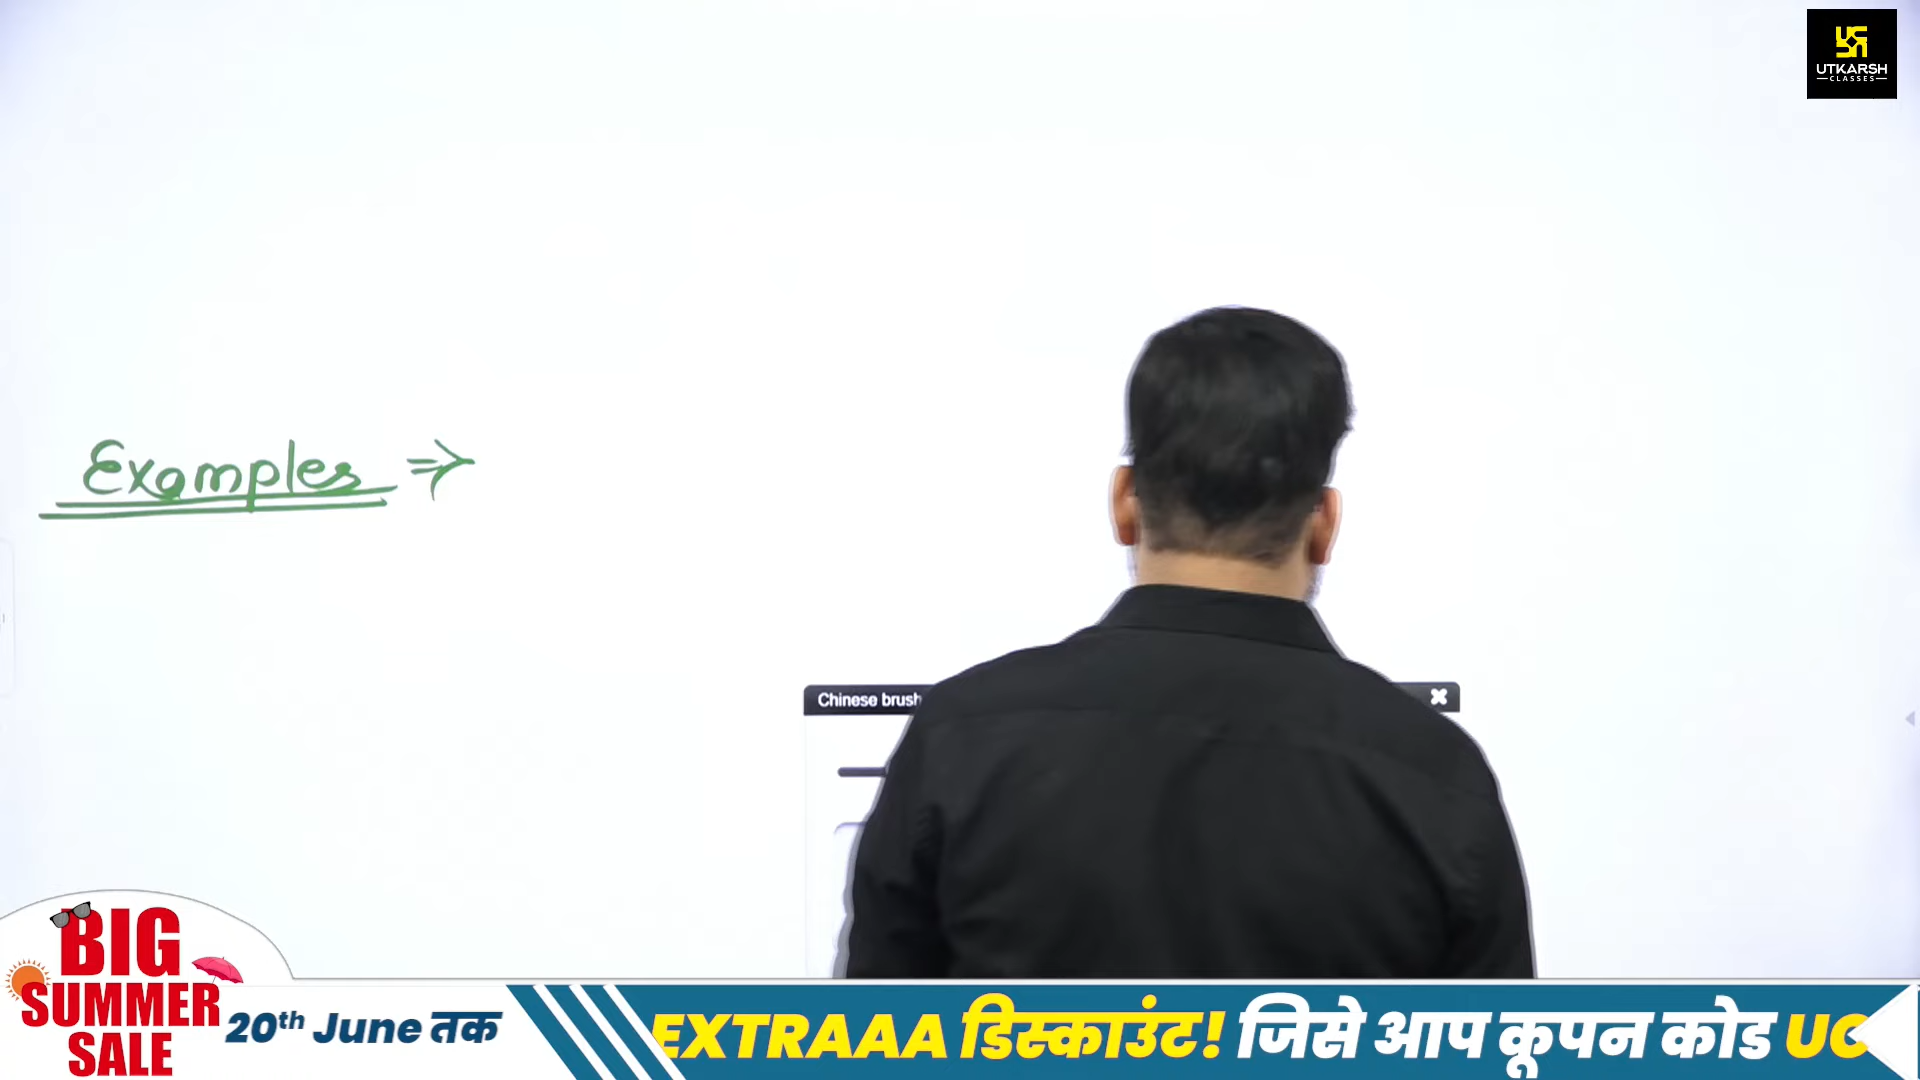 UTKARSH
CLASSES
Examples ⇒
Chinese brush
BIG
SUMMER
SALE
20th June तक
EXTRAAA डिस्काउंट! जिसे आप कूपन कोड UC